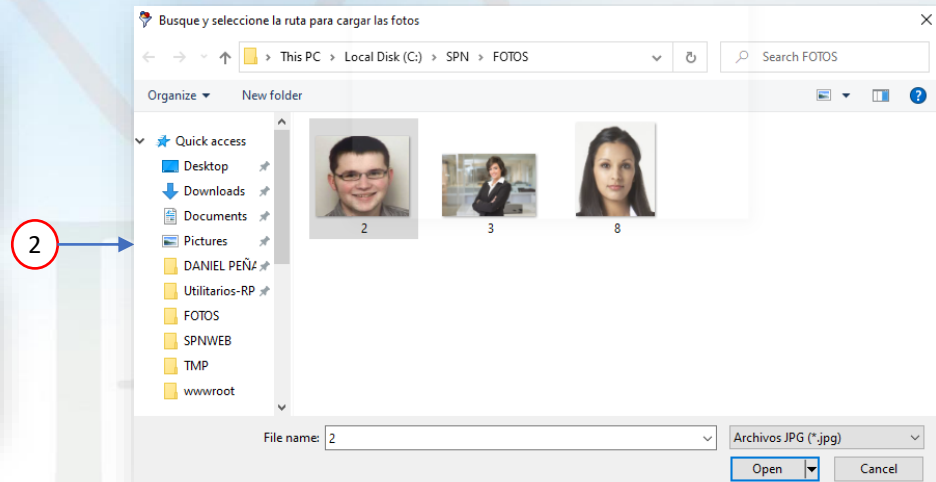 Busque y seleccione la ruta para cargar las fotos
This PC > Local Disk (C:) > SPN > FOTOS
Search FOTOS
Organize
New folder
Quick access
Desktop
Downloads
Documents
Pictures
DANIEL PEÑA
Utilitarios-RP
FOTOS
SPNWEB
TMP
wwwroot
2
3
8
2
File name: 2
Archivos JPG (*.jpg)
Open
Cancel